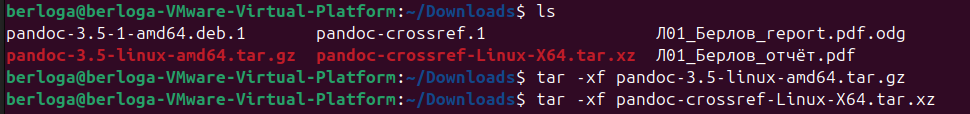 berloga@berloga-VMware-Virtual-Platform:~/Downloads$ ls
pandoc-3.5-1-amd64.deb.1 pandoc-crossref.1 Л01_Берлов_report.pdf.odg
pandoc-3.5-linux-amd64.tar.gz pandoc-crossref-Linux-X64.tar.xz Л01_Берлов_отчёт.pdf
berloga@berloga-VMware-Virtual-Platform:~/Downloads$ tar -xf pandoc-3.5-linux-amd64.tar.gz
berloga@berloga-VMware-Virtual-Platform:~/Downloads$ tar -xf pandoc-crossref-Linux-X64.tar.xz